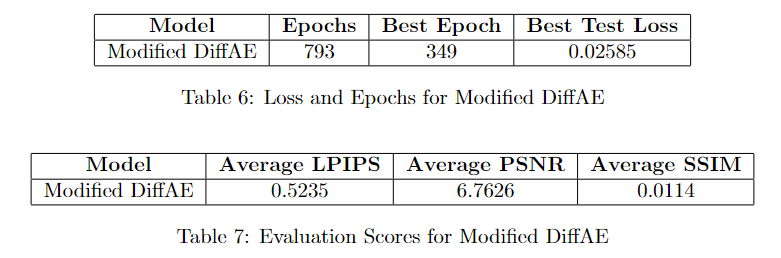 Model Epochs Best Epoch Best Test Loss
Modified DiffAE 793 349 0.02585
Table 6: Loss and Epochs for Modified DiffAE
Model Average LPIPS Average PSNR Average SSIM
Modified DiffAE 0.5235 6.7626 0.0114
Table 7: Evaluation Scores for Modified DiffAE